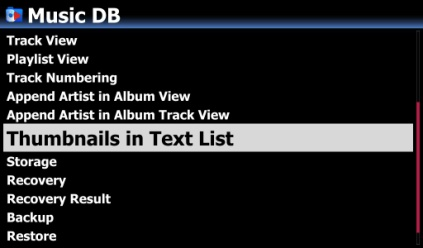 Music DB
Track View
Playlist View
Track Numbering
Append Artist in Album View
Append Artist in Album Track View
Thumbnails in Text List
Storage
Recovery
Recovery Result
Backup
Restore